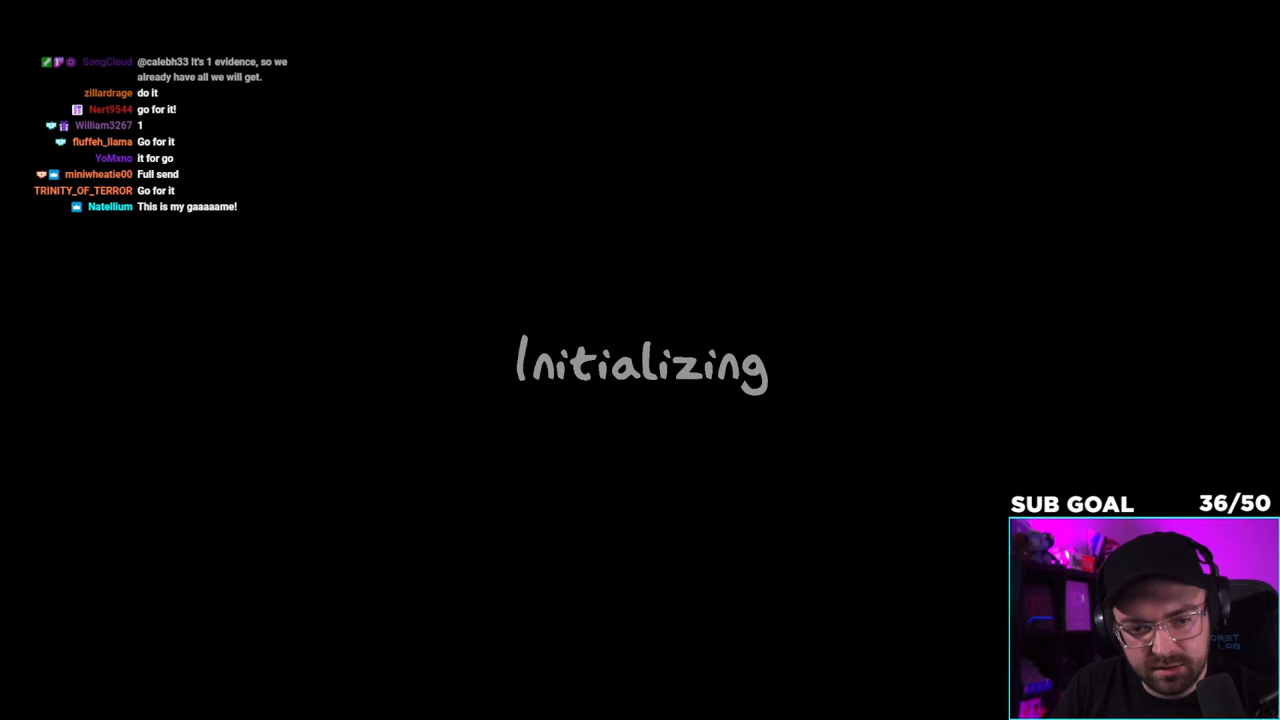 SongCloud @calebh33 It's 1 evidence, so we
already have all we will get.
zillardrage do it
Nert9544 go for it!
William3267 1
fluffeh_llama Go for it
YoMxno it for go
miniwheatie00 Full send
TRINITY_OF_TERROR Go for it
Natellium This is my gaaaaame!
Initializing
SUB GOAL 36/50